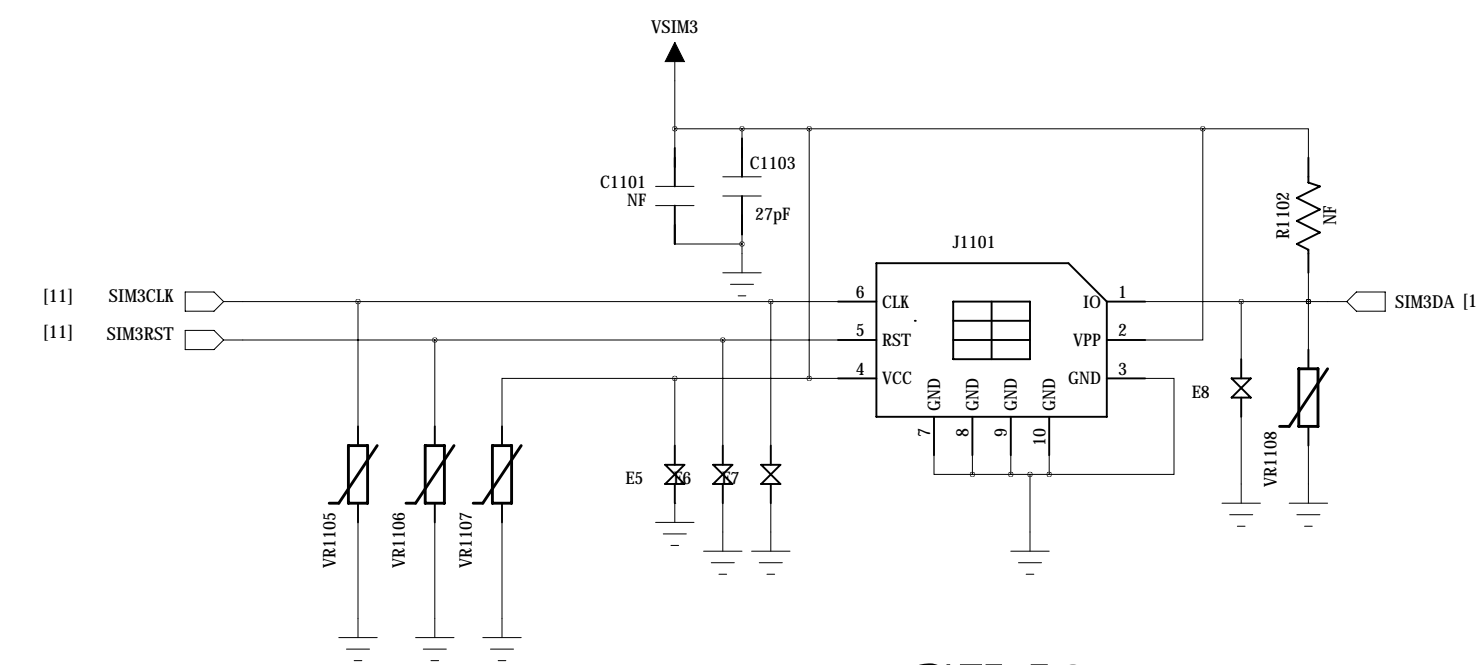 VSIM3
C1103
C1101
NF
27pF
R1102
NF
J1101
[11] SIM3CLK
6 CLK
IO 1
SIM3DA [1
[11] SIM3RST
5 RST
VPP 2
4 VCC
GND 3
GND GND GND GND
7 8 9 10
E8
VR1108
E5 E6 E7
VR1105 VR1106 VR1107